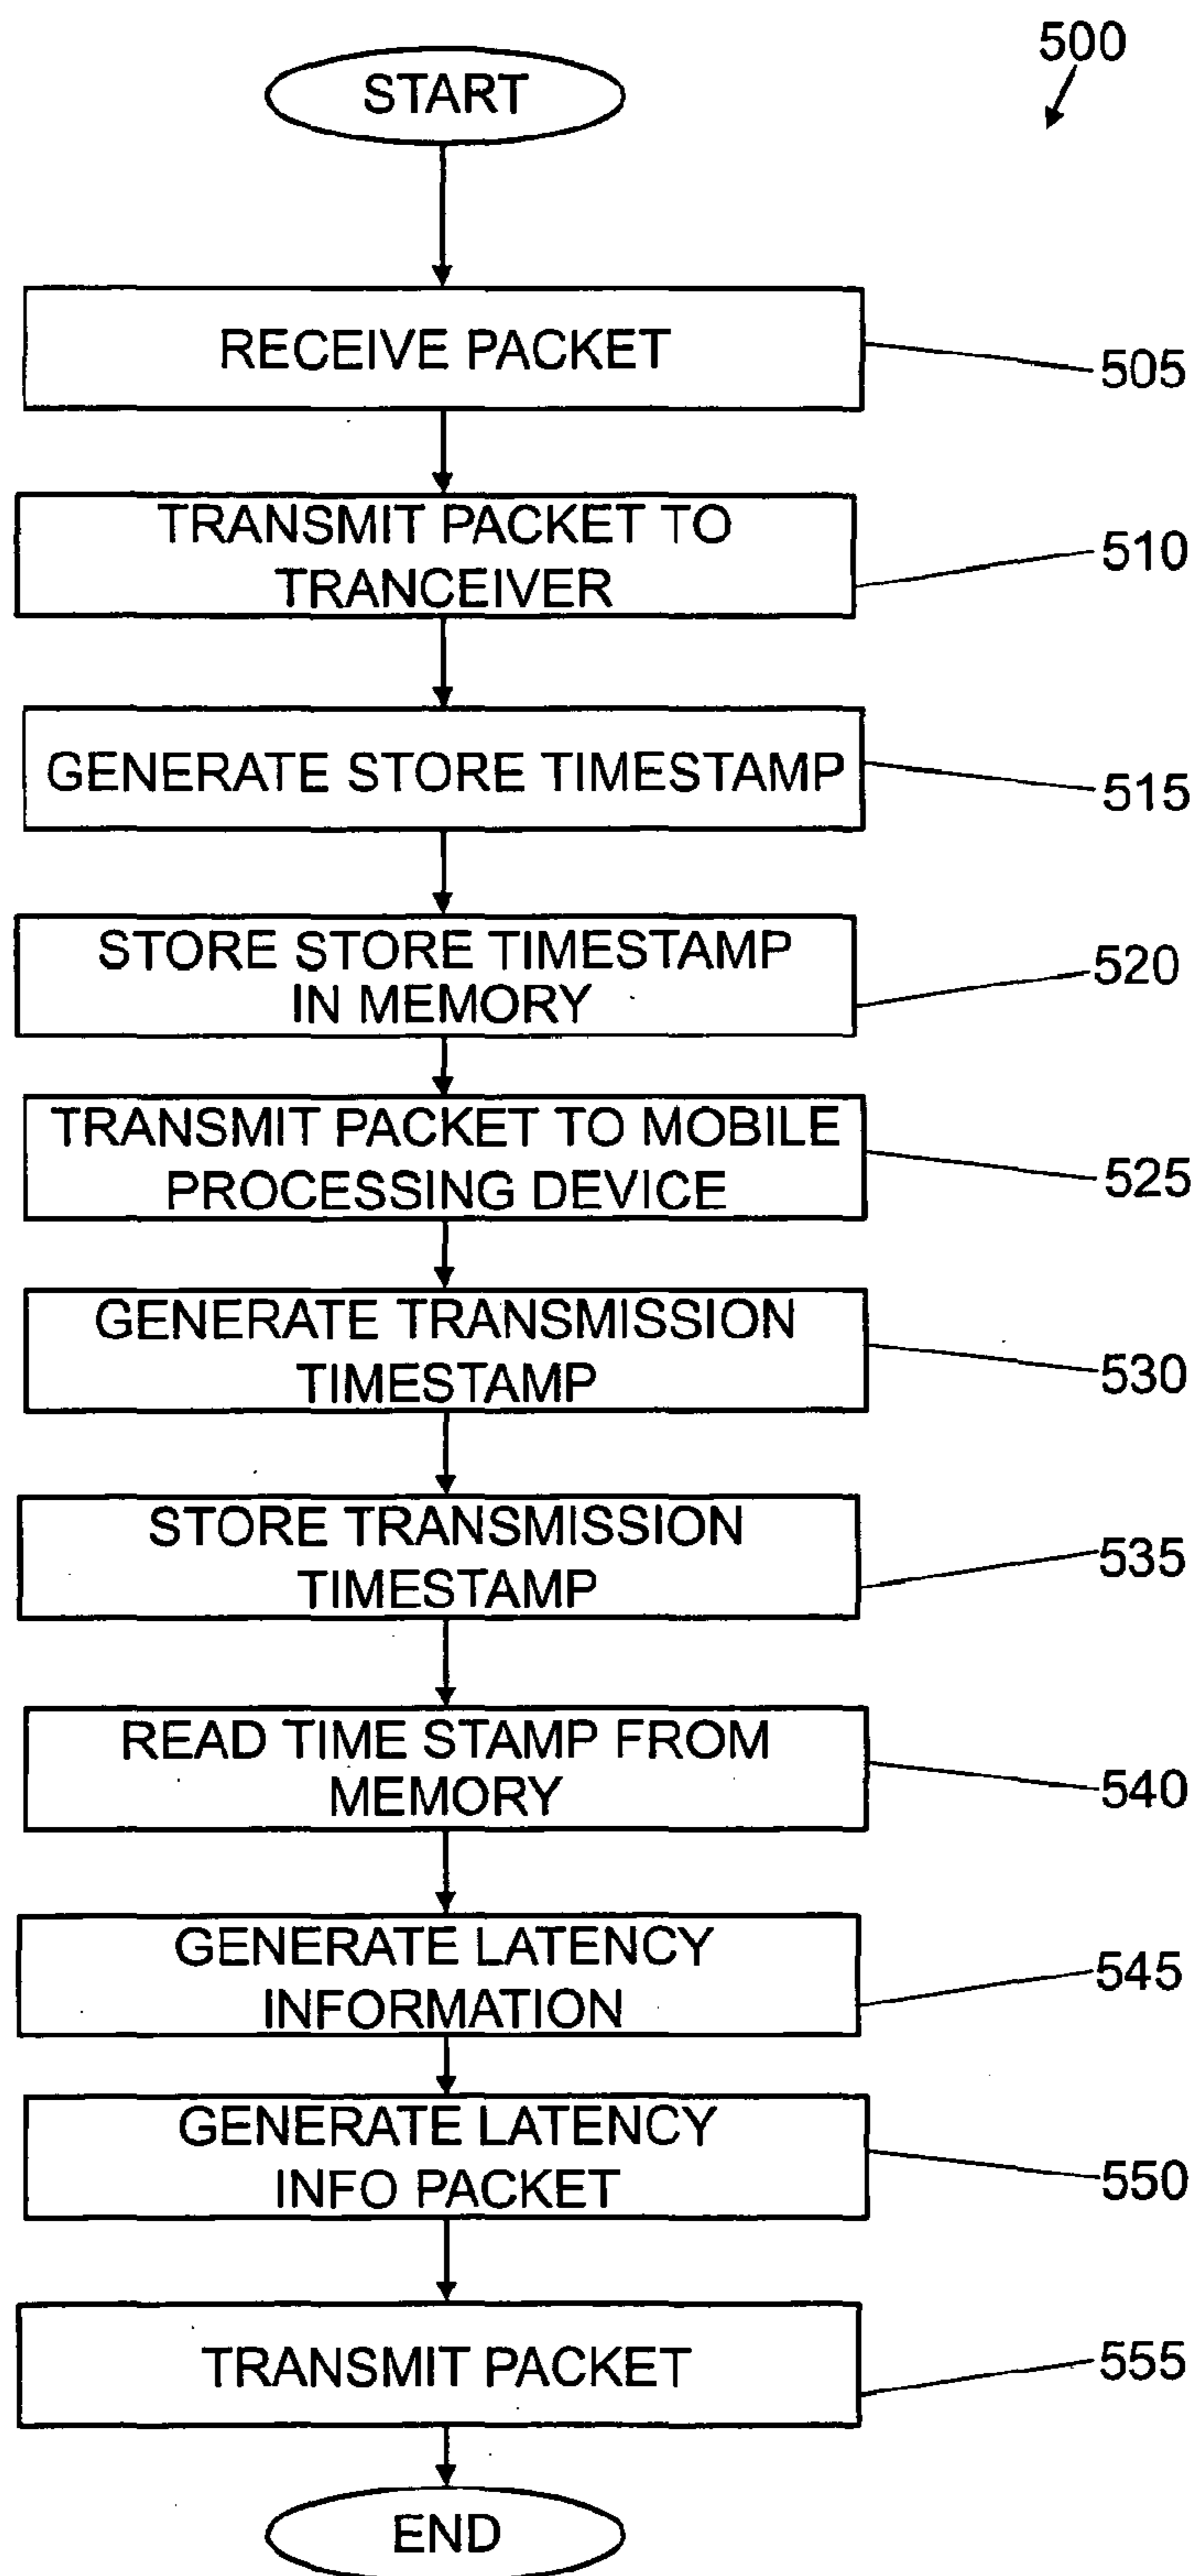 500
START
RECEIVE PACKET
505
TRANSMIT PACKET TO
TRANCEIVER
510
GENERATE STORE TIMESTAMP
515
STORE STORE TIMESTAMP
IN MEMORY
520
TRANSMIT PACKET TO MOBILE
PROCESSING DEVICE
525
GENERATE TRANSMISSION
TIMESTAMP
530
STORE TRANSMISSION
TIMESTAMP
535
READ TIME STAMP FROM
MEMORY
540
GENERATE LATENCY
INFORMATION
545
GENERATE LATENCY
INFO PACKET
550
TRANSMIT PACKET
555
END